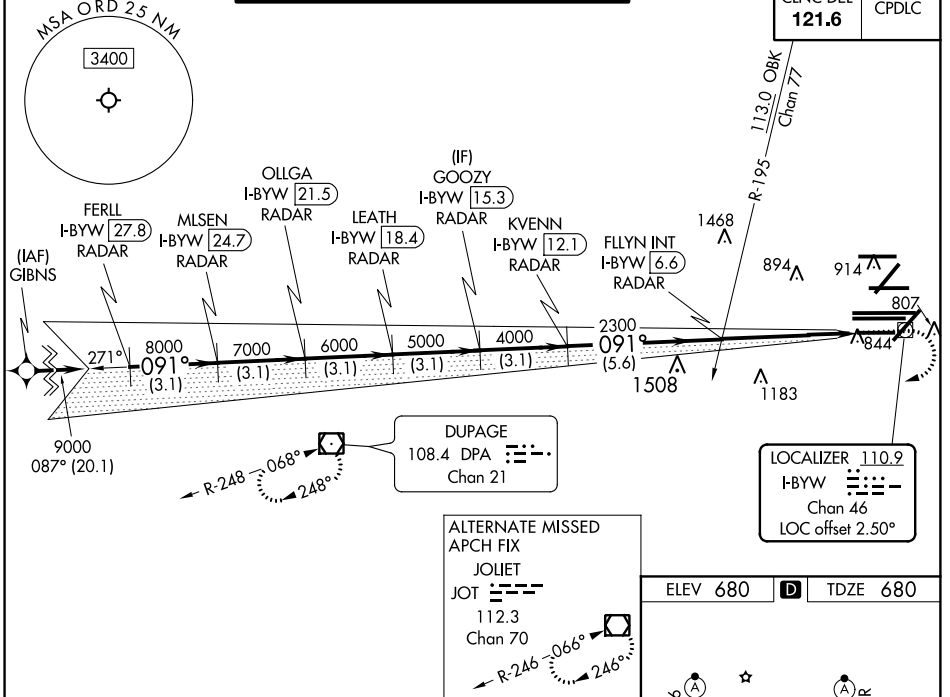 MSA ORD 25 NM
3400
CLNC DEL
121.6
CPDLC
113.0 OBK
Chan 77
R-195
(IAF)
GIBNS
FERLL
I-BYW 27.8
RADAR
MLSEN
I-BYW 24.7
RADAR
OLLGA
I-BYW 21.5
RADAR
LEATH
I-BYW 18.4
RADAR
(IF)
GOOZY
I-BYW 15.3
RADAR
KVENN
I-BYW 12.1
RADAR
FLLYN INT
I-BYW 6.6
RADAR
1468
894
914
807
844
271°
8000
091°
(3.1)
7000
(3.1)
6000
(3.1)
5000
(3.1)
4000
(3.1)
2300
091°
(5.6)
1508
1183
9000
087° (20.1)
R-248
068°
248°
DUPAGE
108.4 DPA
Chan 21
LOCALIZER 110.9
I-BYW
Chan 46
LOC offset 2.50°
ALTERNATE MISSED
APCH FIX
JOLIET
JOT
112.3
Chan 70
R-246
066°
246°
ELEV 680
D
TDZE 680
A
A